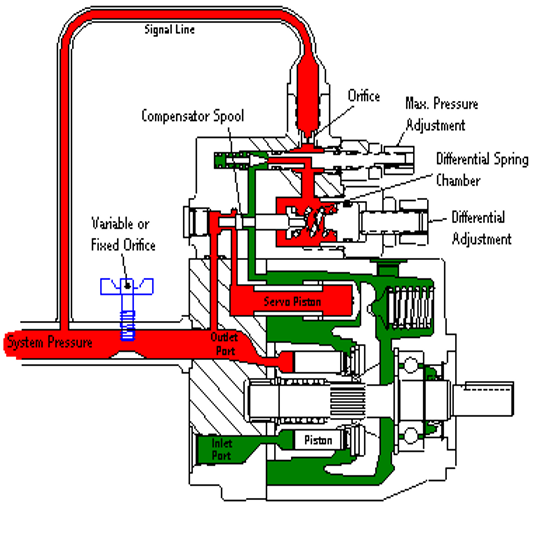 Signal Line
Orifice
Compensator Spool
Max. Pressure
Adjustment
Differential Spring
Chamber
Variable or
Fixed Orifice
Differential
Adjustment
Servo Piston
System Pressure
Outlet
Port
Inlet
Port
Piston